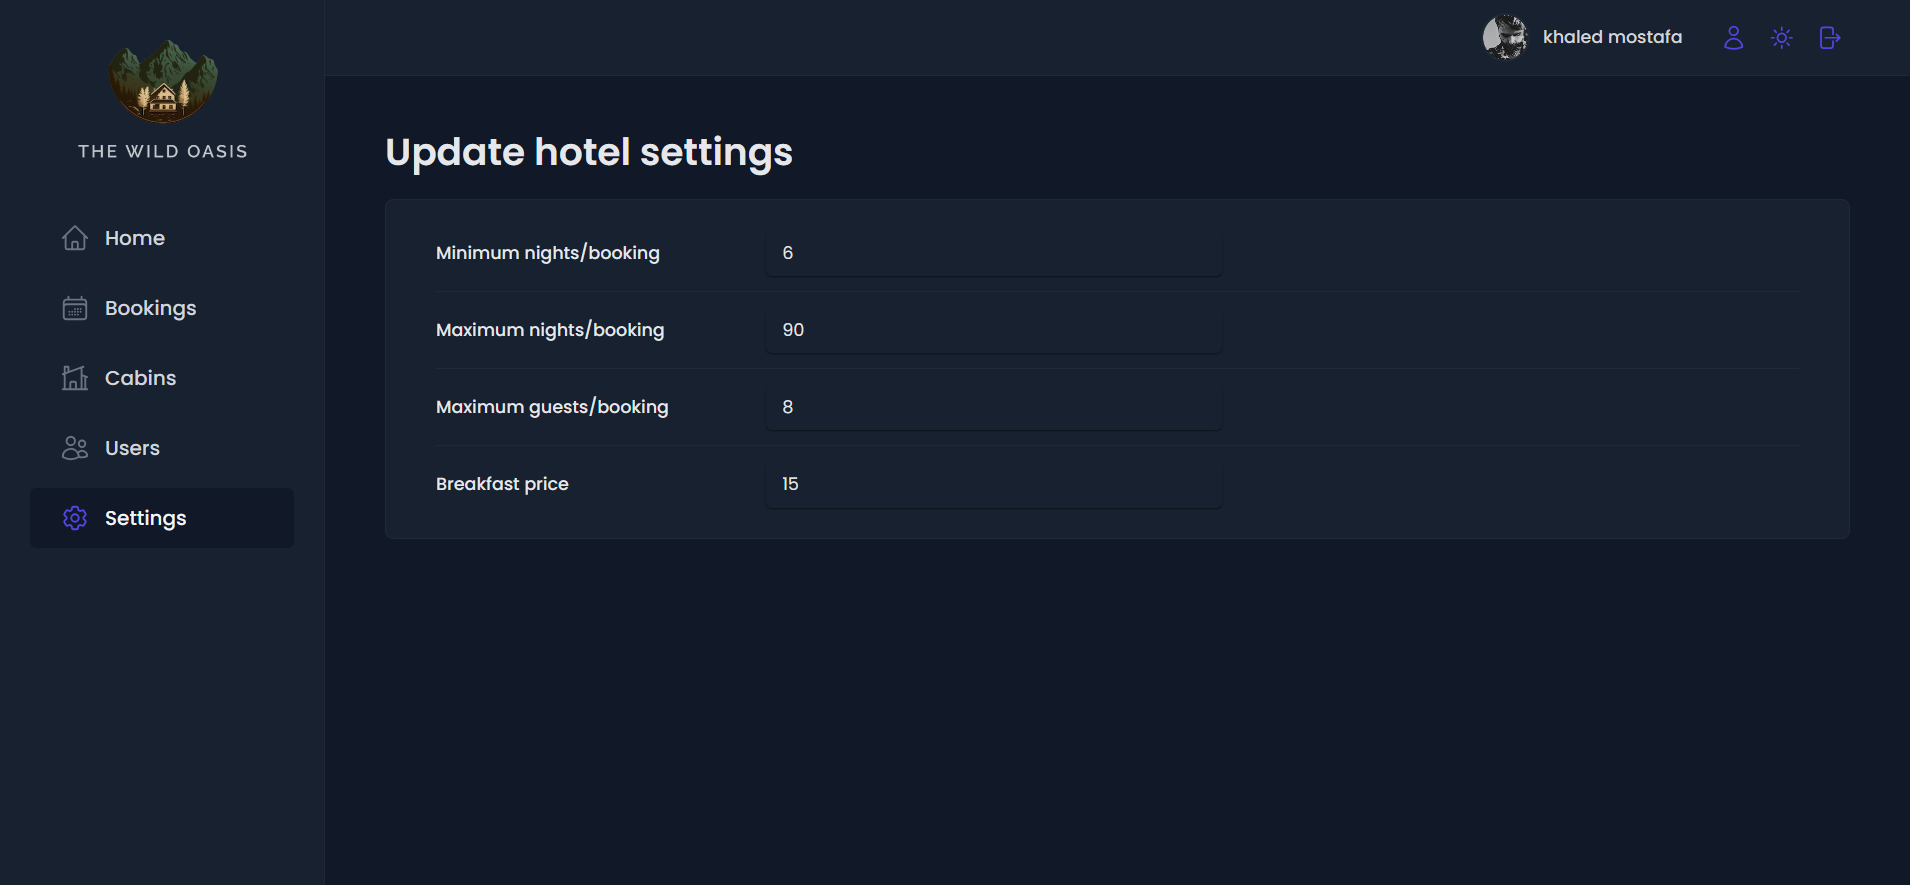 THE WILD OASIS
Home
Bookings
Cabins
Users
Settings
khaled mostafa
Update hotel settings
Minimum nights/booking 6
Maximum nights/booking 90
Maximum guests/booking 8
Breakfast price 15